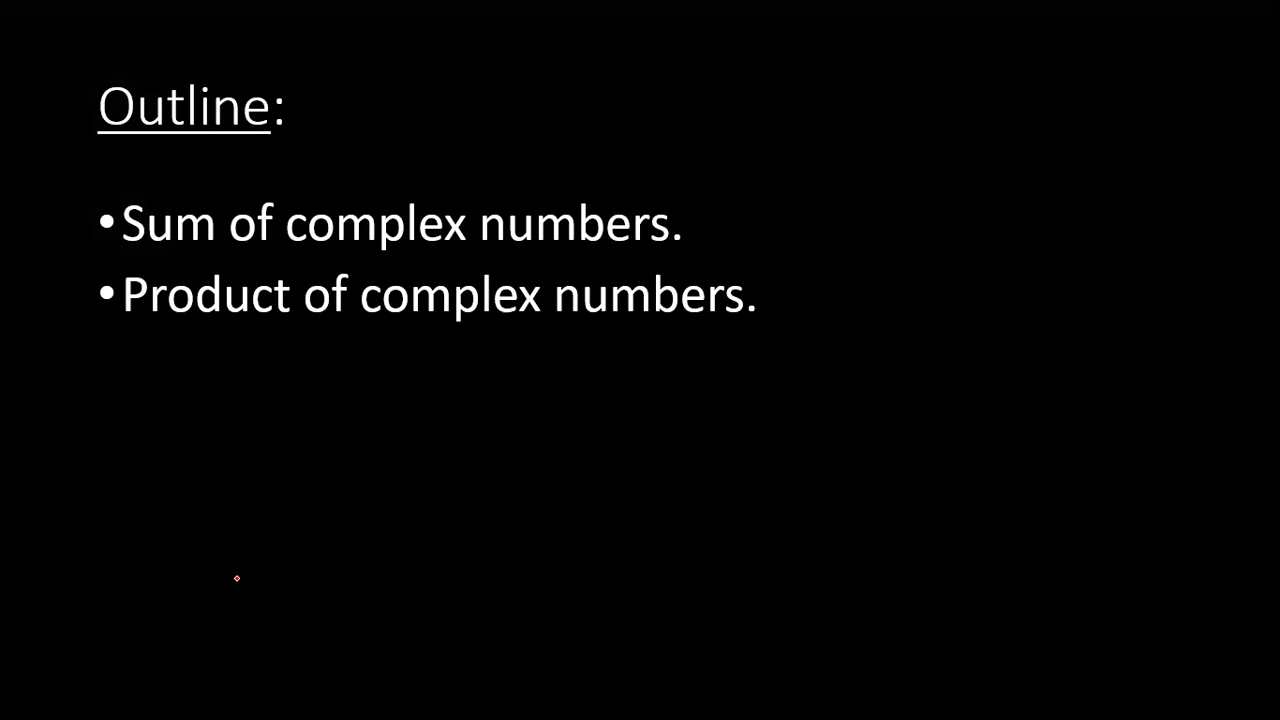 Outline:
•Sum of complex numbers.
•Product of complex numbers.